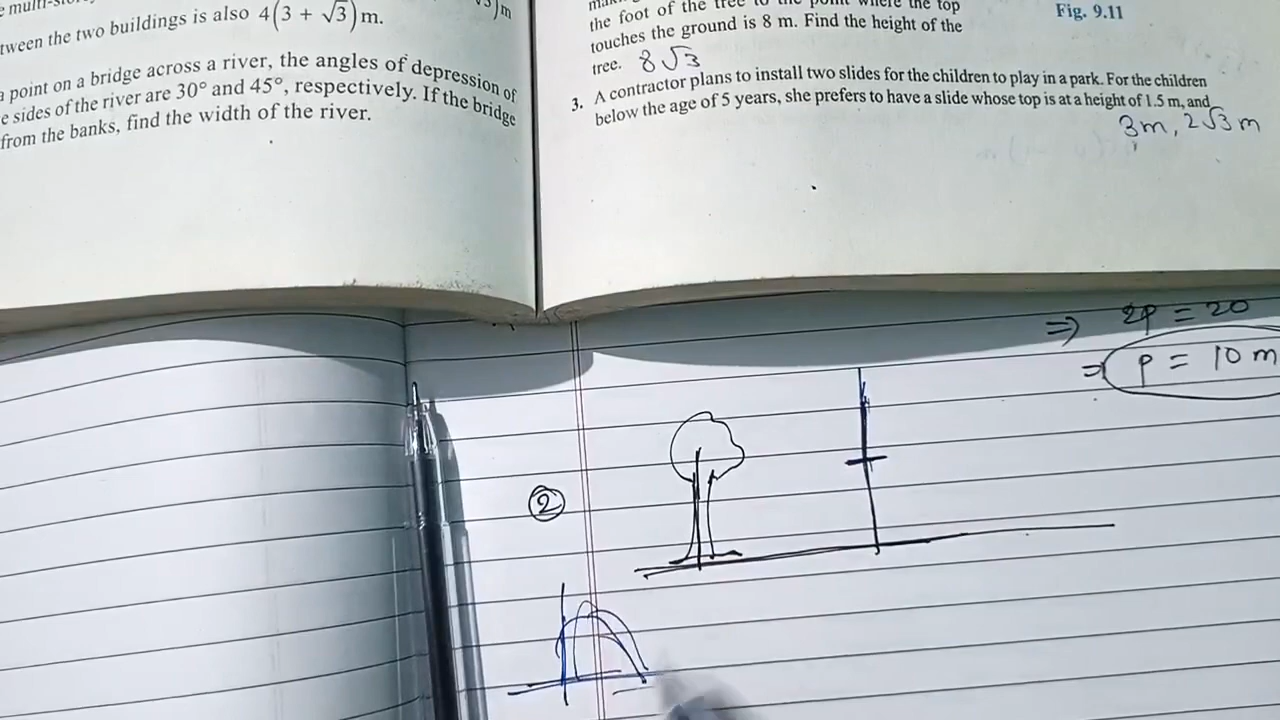 tween the two buildings is also 4(3 + √3)m.
a point on a bridge across a river, the angles of depression of
e sides of the river are 30° and 45°, respectively. If the bridge
from the banks, find the width of the river.
the foot of the tree to the point where the top
touches the ground is 8 m. Find the height of the
tree. 8√3
Fig. 9.11
3. A contractor plans to install two slides for the children to play in a park. For the children
below the age of 5 years, she prefers to have a slide whose top is at a height of 1.5 m, and
3m, 2√3 m
⇒ 2p = 20
⇒ p = 10 m
②